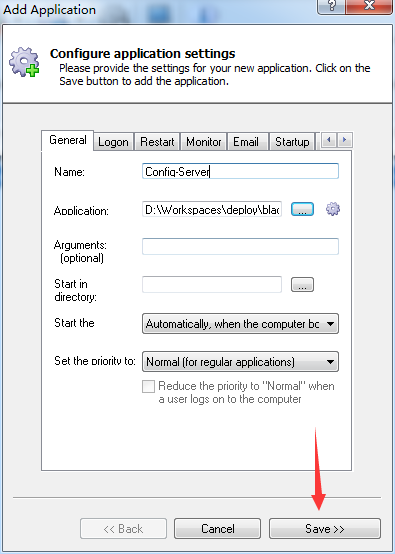 Add Application
Configure application settings
Please provide the settings for your new application. Click on the
Save button to add the application.
General Logon Restart Monitor Email Startup
Name: Config-Server
Application: D:\Workspaces\deploy\blac ...
Arguments:
(optional)
Start in
directory: ...
Start the Automatically, when the computer bo
Set the priority to: Normal (for regular applications)
Reduce the priority to "Normal" when
a user logs on to the computer
<< Back Cancel Save >>